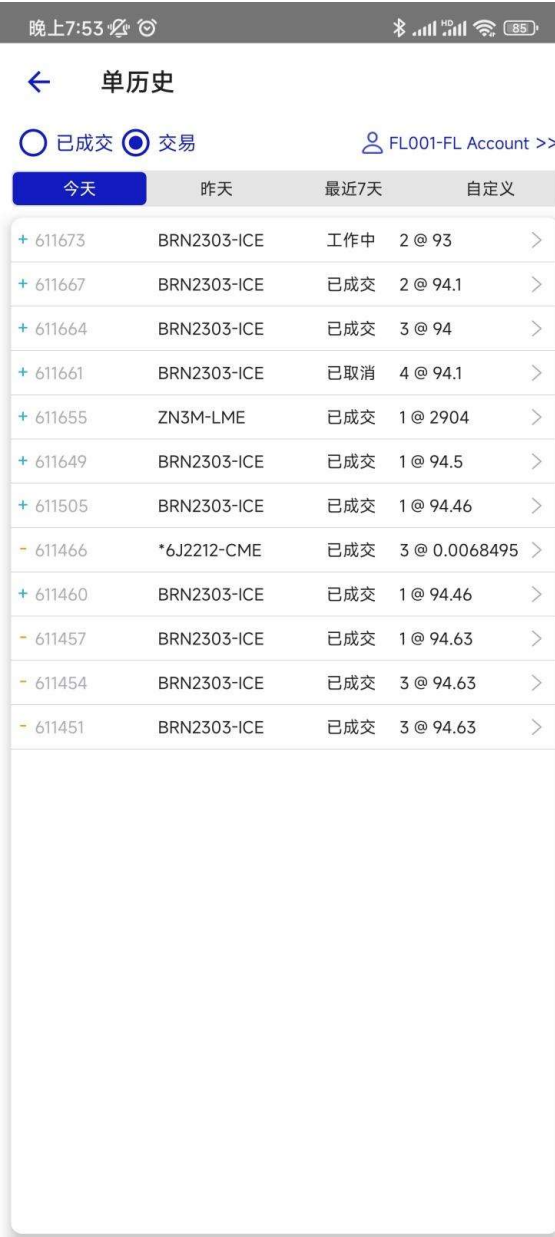 晚上7:53
HD
85
单历史
已成交 交易 FL001-FL Account >>
今天 昨天 最近7天 自定义
+ 611673 BRN2303-ICE 工作中 2 @ 93 >
+ 611667 BRN2303-ICE 已成交 2 @ 94.1 >
+ 611664 BRN2303-ICE 已成交 3 @ 94 >
+ 611661 BRN2303-ICE 已取消 4 @ 94.1 >
+ 611655 ZN3M-LME 已成交 1 @ 2904 >
+ 611649 BRN2303-ICE 已成交 1 @ 94.5 >
+ 611505 BRN2303-ICE 已成交 1 @ 94.46 >
- 611466 *6J2212-CME 已成交 3 @ 0.0068495 >
+ 611460 BRN2303-ICE 已成交 1 @ 94.46 >
- 611457 BRN2303-ICE 已成交 1 @ 94.63 >
- 611454 BRN2303-ICE 已成交 3 @ 94.63 >
- 611451 BRN2303-ICE 已成交 3 @ 94.63 >